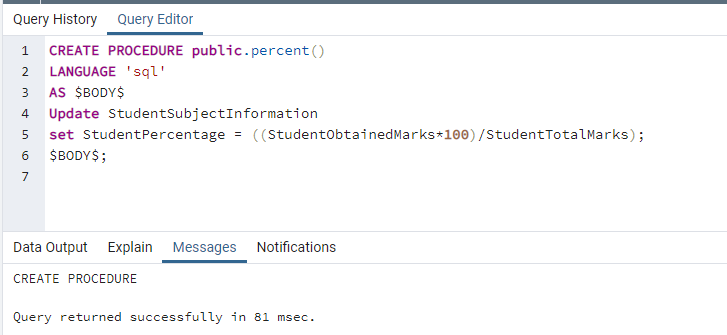 Query History Query Editor
1 CREATE PROCEDURE public.percent()
2 LANGUAGE 'sql'
3 AS $BODY$
4 Update StudentSubjectInformation
5 set StudentPercentage = ((StudentObtainedMarks*100)/StudentTotalMarks);
6 $BODY$;
7
Data Output Explain Messages Notifications
CREATE PROCEDURE
Query returned successfully in 81 msec.